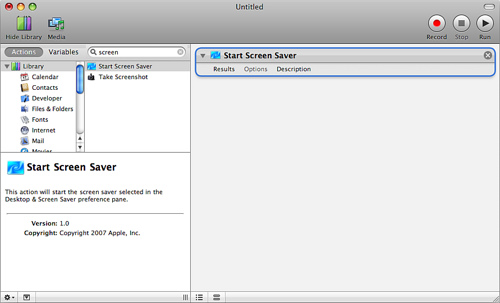 Untitled
Hide Library Media Record Stop Run
Actions Variables screen
Library
Calendar
Contacts
Developer
Files & Folders
Fonts
Internet
Mail
Movies
Start Screen Saver
Take Screenshot
Start Screen Saver
Results Options Description
Start Screen Saver
This action will start the screen saver selected in the
Desktop & Screen Saver preference pane.
Version: 1.0
Copyright: Copyright 2007 Apple, Inc.